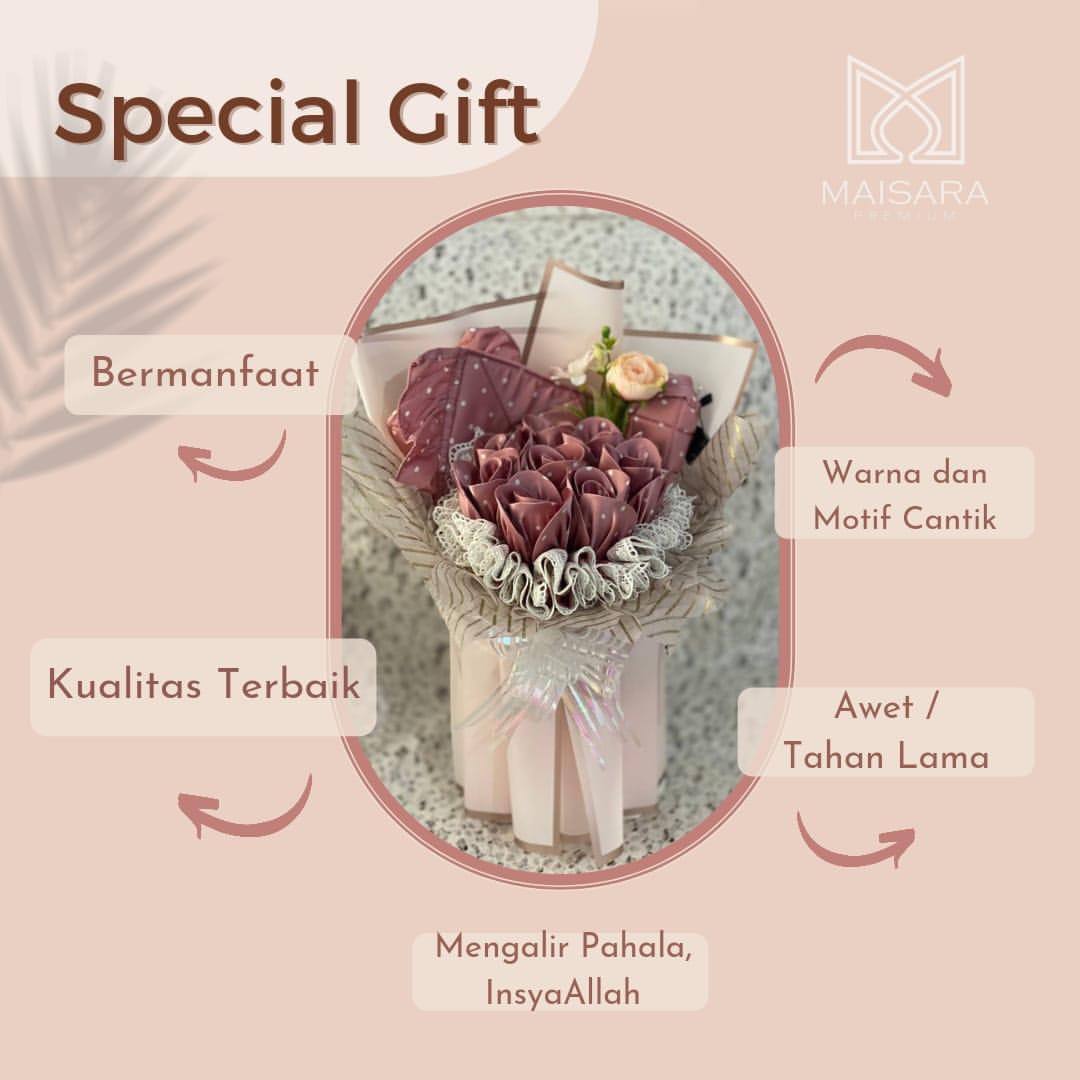 Special Gift
MAISARA
PREMIUM
Bermanfaat
Warna dan
Motif Cantik
Kualitas Terbaik
Awet /
Tahan Lama
Mengalir Pahala,
InsyaAllah